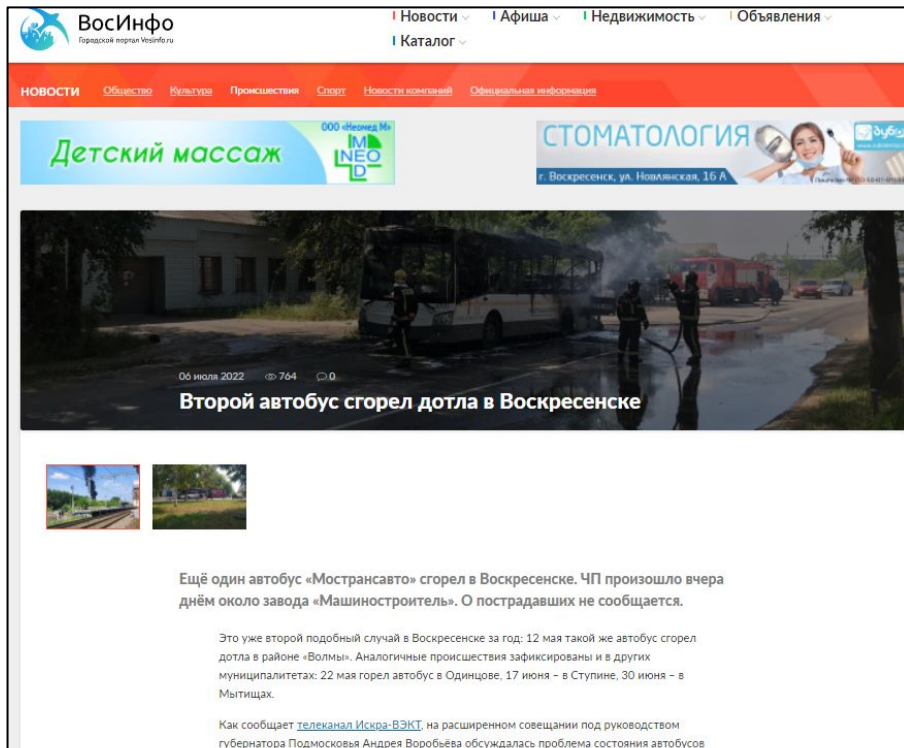 ВосИнфо
Городской портал Vosinfo.ru
Новости
Афиша
Недвижимость
Объявления
Каталог
НОВОСТИ Общество Культура Происшествия Спорт Новости компаний Официальная информация
Детский массаж
ООО «Неомед М»
M
NEO
D
СТОМАТОЛОГИЯ
г. Воскресенск, ул. Новлянская, 16 А
06 июля 2022 764 0
Второй автобус сгорел дотла в Воскресенске
Ещё один автобус «Мострансавто» сгорел в Воскресенске. ЧП произошло вчера
днём около завода «Машиностроитель». О пострадавших не сообщается.
Это уже второй подобный случай в Воскресенске за год: 12 мая такой же автобус сгорел
дотла в районе «Волмы». Аналогичные происшествия зафиксированы и в других
муниципалитетах: 22 мая горел автобус в Одинцове, 17 июня – в Ступине, 30 июня – в
Мытищах.
Как сообщает телеканал Искра-ВЭКТ, на расширенном совещании под руководством
губернатора Подмосковья Андрея Воробьёва обсуждалась проблема состояния автобусов